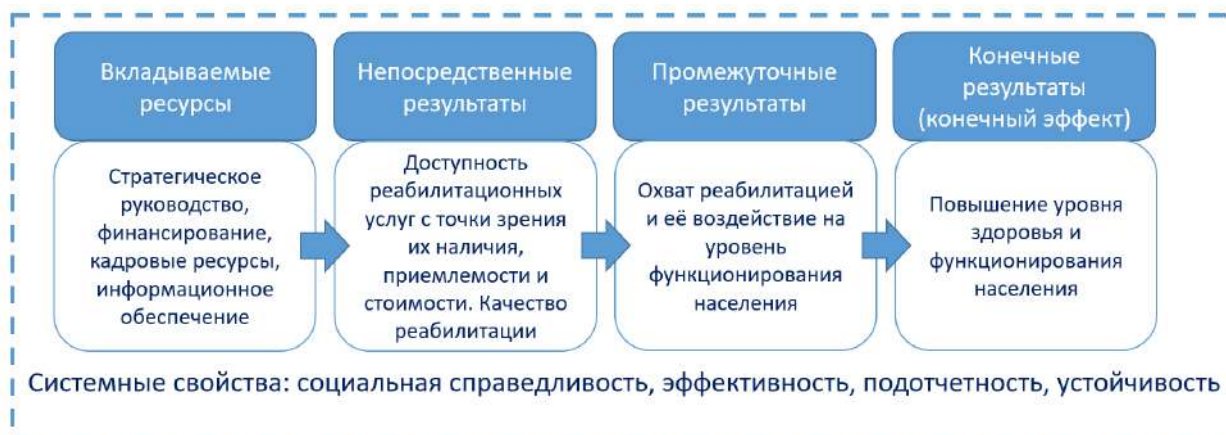 Вкладываемые
ресурсы
Непосредственные
результаты
Промежуточные
результаты
Конечные
результаты
(конечный эффект)
Стратегическое
руководство,
финансирование,
кадровые ресурсы,
информационное
обеспечение
Доступность
реабилитационных
услуг с точки зрения
их наличия,
приемлемости и
стоимости. Качество
реабилитации
Охват реабилитацией
и её воздействие на
уровень
функционирования
населения
Повышение уровня
здоровья и
функционирования
населения
Системные свойства: социальная справедливость, эффективность, подотчетность, устойчивость